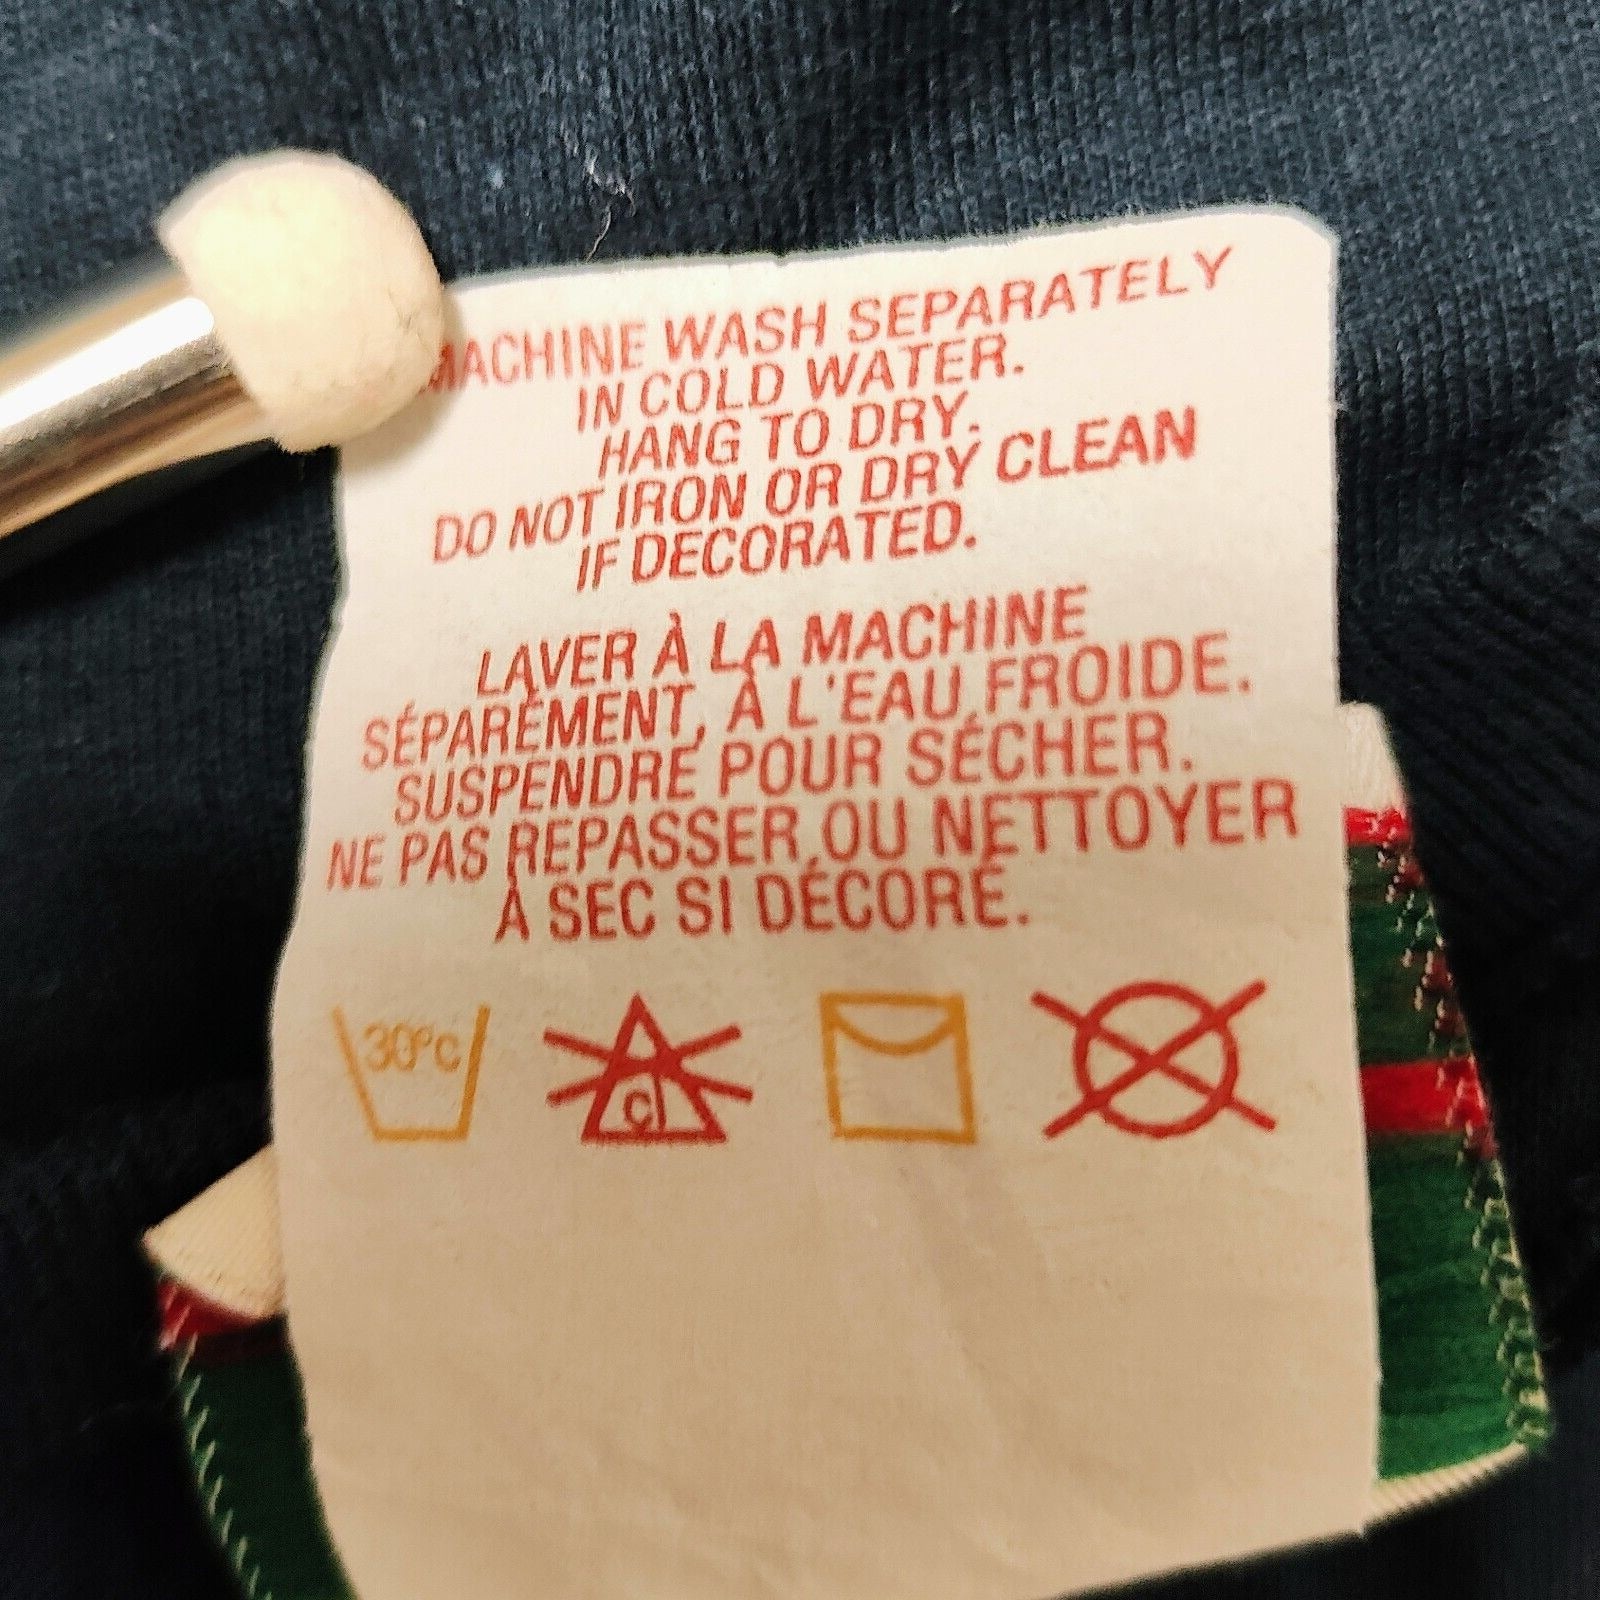 MACHINE WASH SEPARATELY
IN COLD WATER.
HANG TO DRY.
DO NOT IRON OR DRY CLEAN
IF DECORATED.
LAVER À LA MACHINE
SÉPARÉMENT, À L'EAU FROIDE.
SUSPENDRE POUR SÉCHER.
NE PAS REPASSER OU NETTOYER
À SEC SI DÉCORÉ.
30°C cl